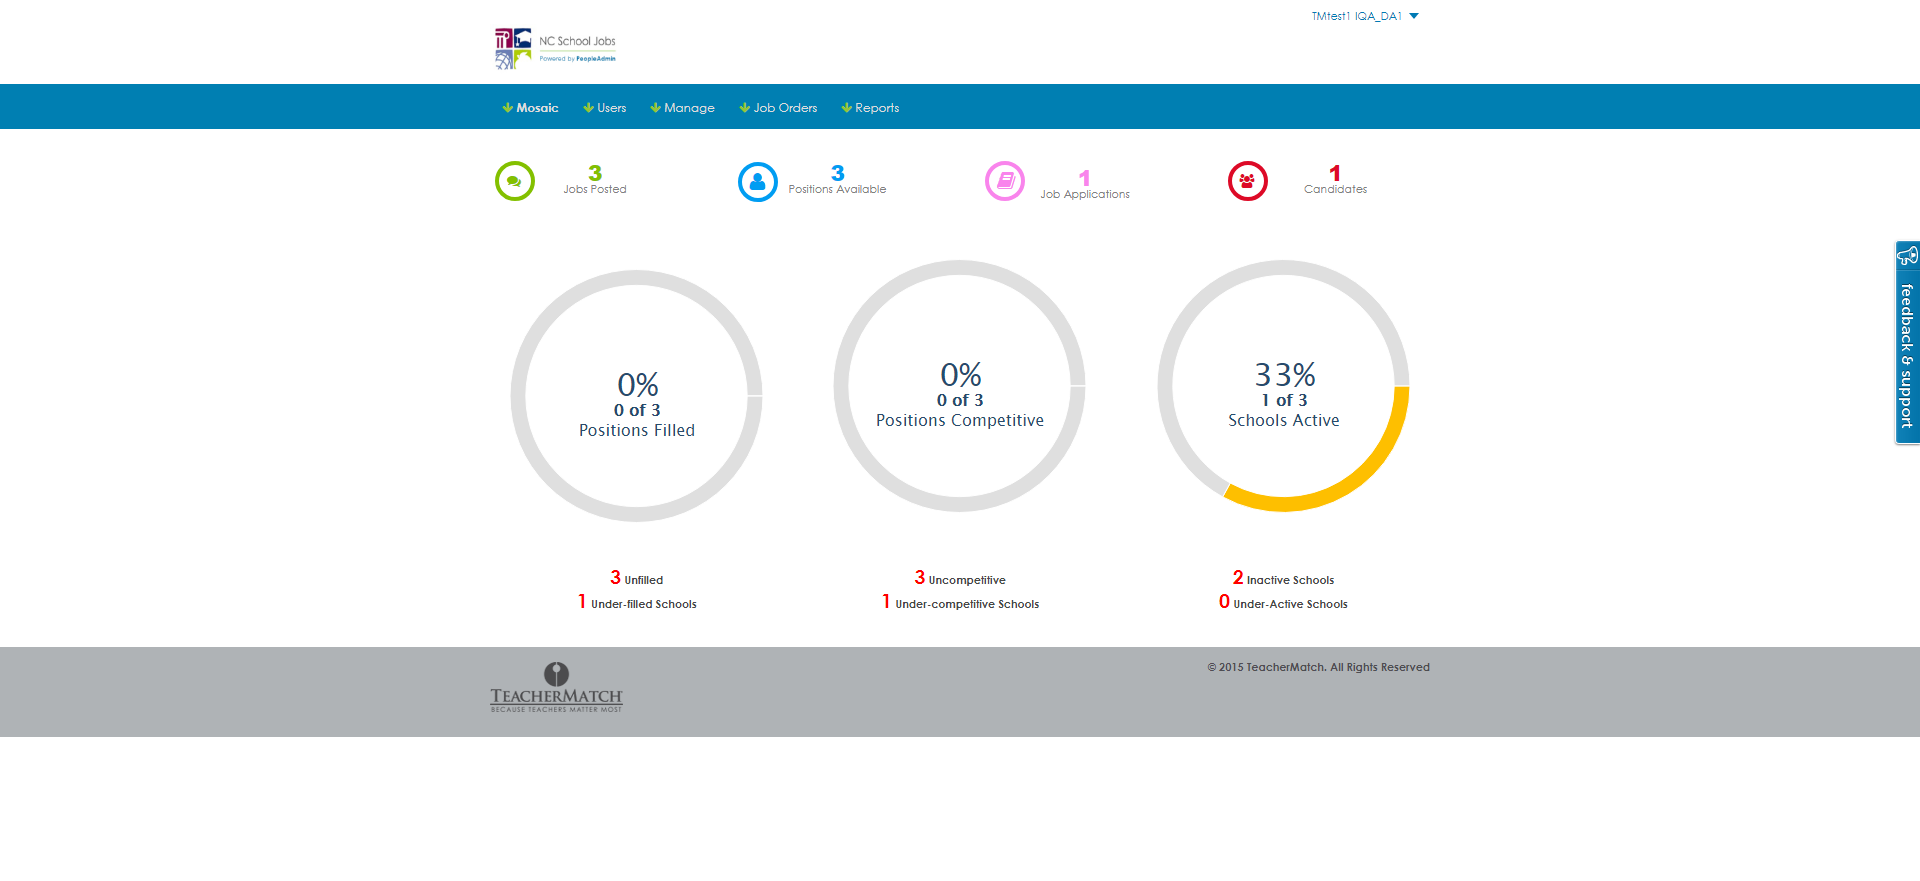 TMtest1 IQA_DA1
NC School Jobs
Powered by PeopleAdmin
Mosaic Users Manage Job Orders Reports
3
Jobs Posted
3
Positions Available
1
Job Applications
1
Candidates
feedback & support
0%
0 of 3
Positions Filled
0%
0 of 3
Positions Competitive
33%
1 of 3
Schools Active
3 Unfilled
1 Under-filled Schools
3 Uncompetitive
1 Under-competitive Schools
2 Inactive Schools
0 Under-Active Schools
TEACHERMATCH
BECAUSE TEACHERS MATTER MOST
© 2015 TeacherMatch. All Rights Reserved